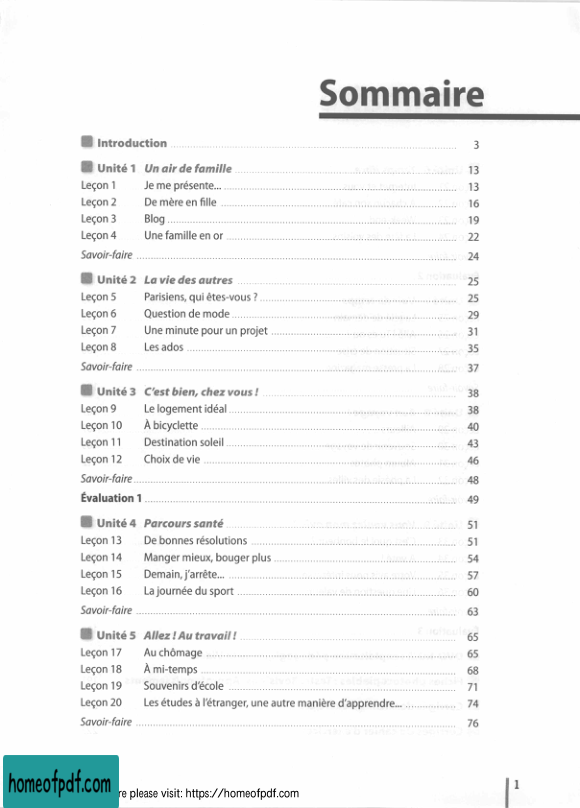 Sommaire
Introduction 3
Unité 1 Un air de famille 13
Leçon 1 Je me présente... 13
Leçon 2 De mère en fille 16
Leçon 3 Blog 19
Leçon 4 Une famille en or 22
Savoir-faire 24
Unité 2 La vie des autres 25
Leçon 5 Parisiens, qui êtes-vous ? 25
Leçon 6 Question de mode 29
Leçon 7 Une minute pour un projet 31
Leçon 8 Les ados 35
Savoir-faire 37
Unité 3 C'est bien, chez vous ! 38
Leçon 9 Le logement idéal 38
Leçon 10 À bicyclette 40
Leçon 11 Destination soleil 43
Leçon 12 Choix de vie 46
Savoir-faire 48
Évaluation 1 49
Unité 4 Parcours santé 51
Leçon 13 De bonnes résolutions 51
Leçon 14 Manger mieux, bouger plus 54
Leçon 15 Demain, j'arrête... 57
Leçon 16 La journée du sport 60
Savoir-faire 63
Unité 5 Allez ! Au travail ! 65
Leçon 17 Au chômage 65
Leçon 18 À mi-temps 68
Leçon 19 Souvenirs d'école 71
Leçon 20 Les études à l'étranger, une autre manière d'apprendre... 74
Savoir-faire 76
homeofpdf.com
re please visit: https://homeofpdf.com
1